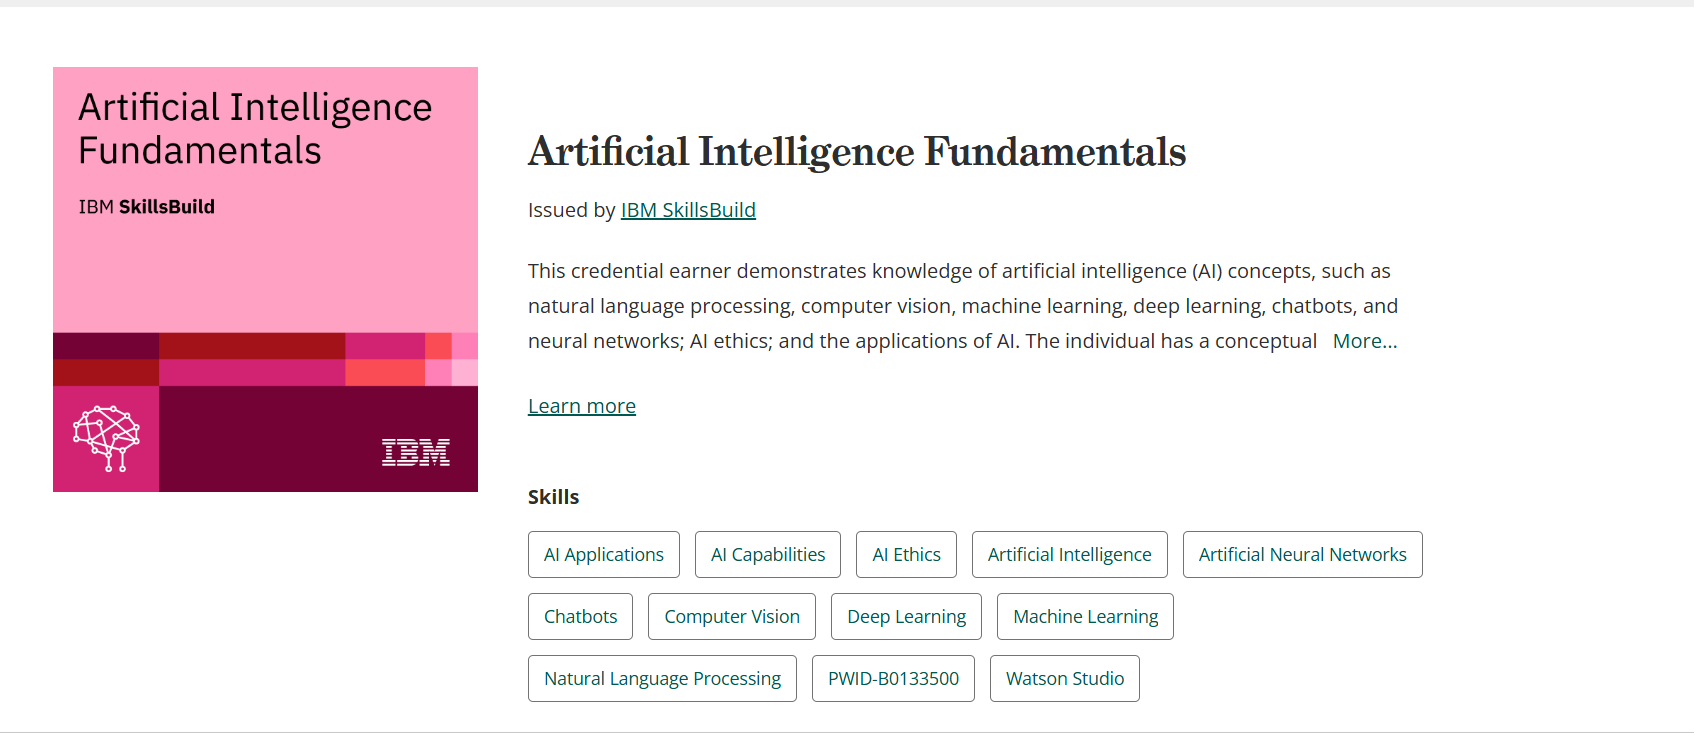 Artificial Intelligence
Fundamentals
IBM SkillsBuild
IBM
Artificial Intelligence Fundamentals
Issued by IBM SkillsBuild
This credential earner demonstrates knowledge of artificial intelligence (AI) concepts, such as
natural language processing, computer vision, machine learning, deep learning, chatbots, and
neural networks; AI ethics; and the applications of AI. The individual has a conceptual More...
Learn more
Skills
AI Applications AI Capabilities AI Ethics Artificial Intelligence Artificial Neural Networks
Chatbots Computer Vision Deep Learning Machine Learning
Natural Language Processing PWID-B0133500 Watson Studio